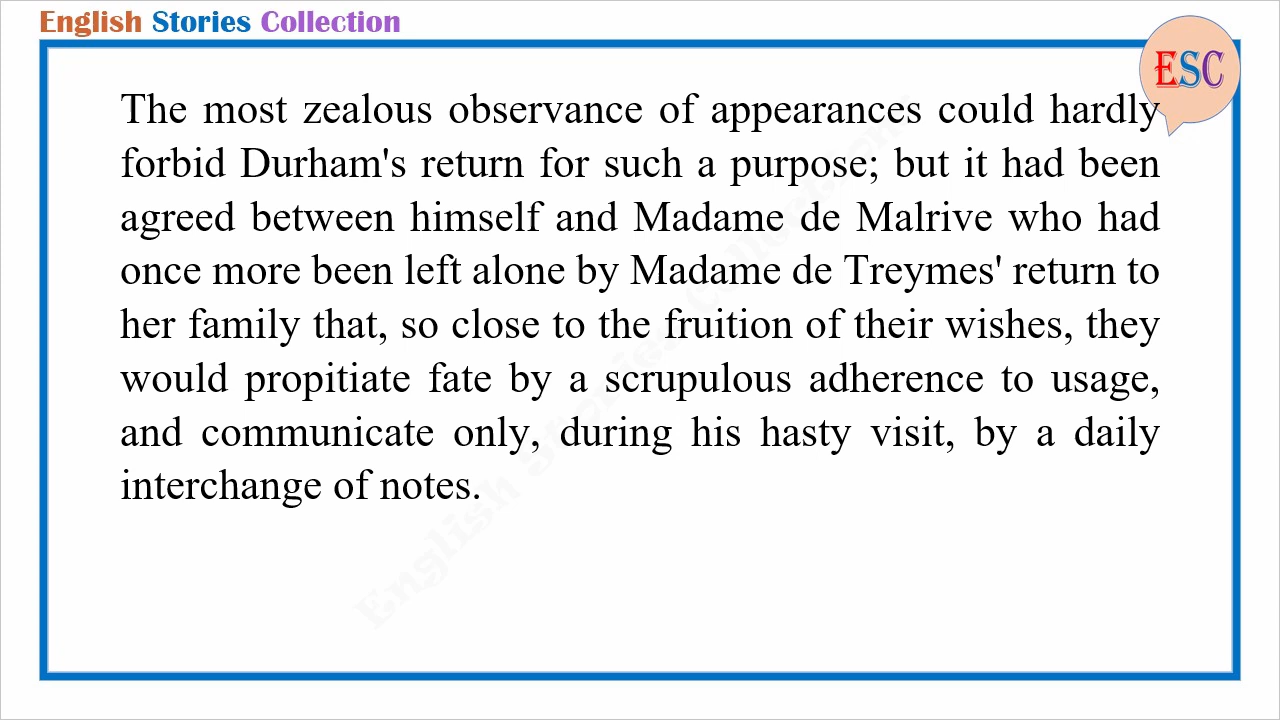 English Stories Collection
ESC
The most zealous observance of appearances could hardly
forbid Durham's return for such a purpose; but it had been
agreed between himself and Madame de Malrive who had
once more been left alone by Madame de Treymes' return to
her family that, so close to the fruition of their wishes, they
would propitiate fate by a scrupulous adherence to usage,
and communicate only, during his hasty visit, by a daily
interchange of notes.
English Stories Collection